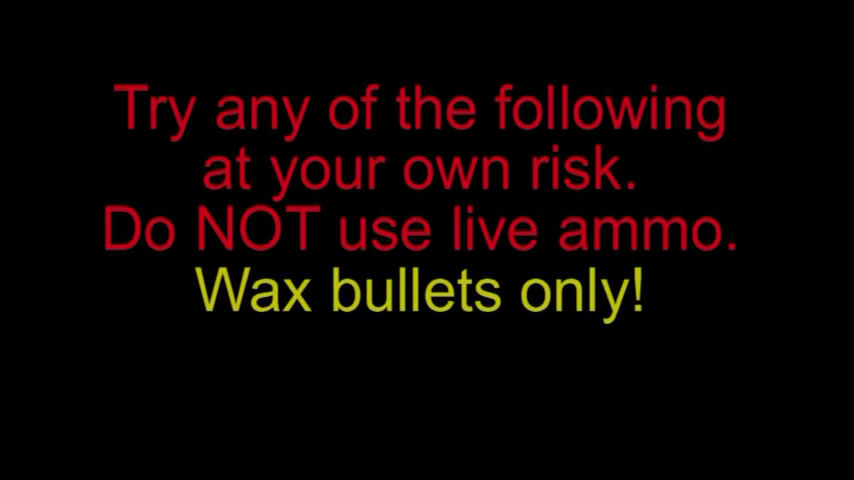 Try any of the following
at your own risk.
Do NOT use live ammo.
Wax bullets only!